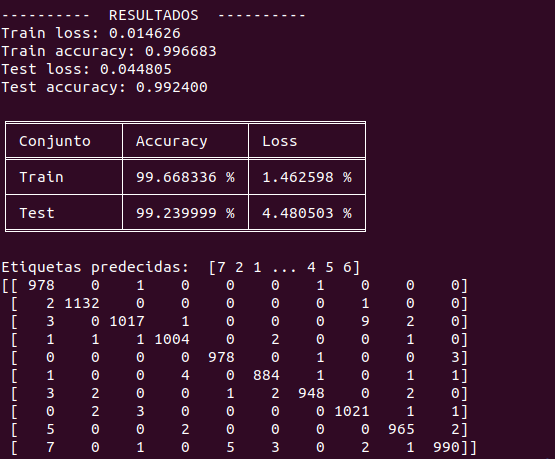 ----------  RESULTADOS  ----------
Train loss: 0.014626
Train accuracy: 0.996683
Test loss: 0.044805
Test accuracy: 0.992400
Conjunto Accuracy Loss
Train 99.668336 % 1.462598 %
Test 99.239999 % 4.480503 %
Etiquetas predecidas:  [7 2 1 ... 4 5 6]
[[ 978    0    1    0    0    0    1    0    0    0]
 [   2 1132    0    0    0    0    0    1    0    0]
 [   3    0 1017    1    0    0    0    9    2    0]
 [   1    1    1 1004    0    2    0    0    1    0]
 [   0    0    0    0  978    0    1    0    0    3]
 [   1    0    0    4    0  884    1    0    1    1]
 [   3    2    0    0    1    2  948    0    2    0]
 [   0    2    3    0    0    0    0 1021    1    1]
 [   5    0    0    2    0    0    0    0  965    2]
 [   7    0    1    0    5    3    0    2    1  990]]